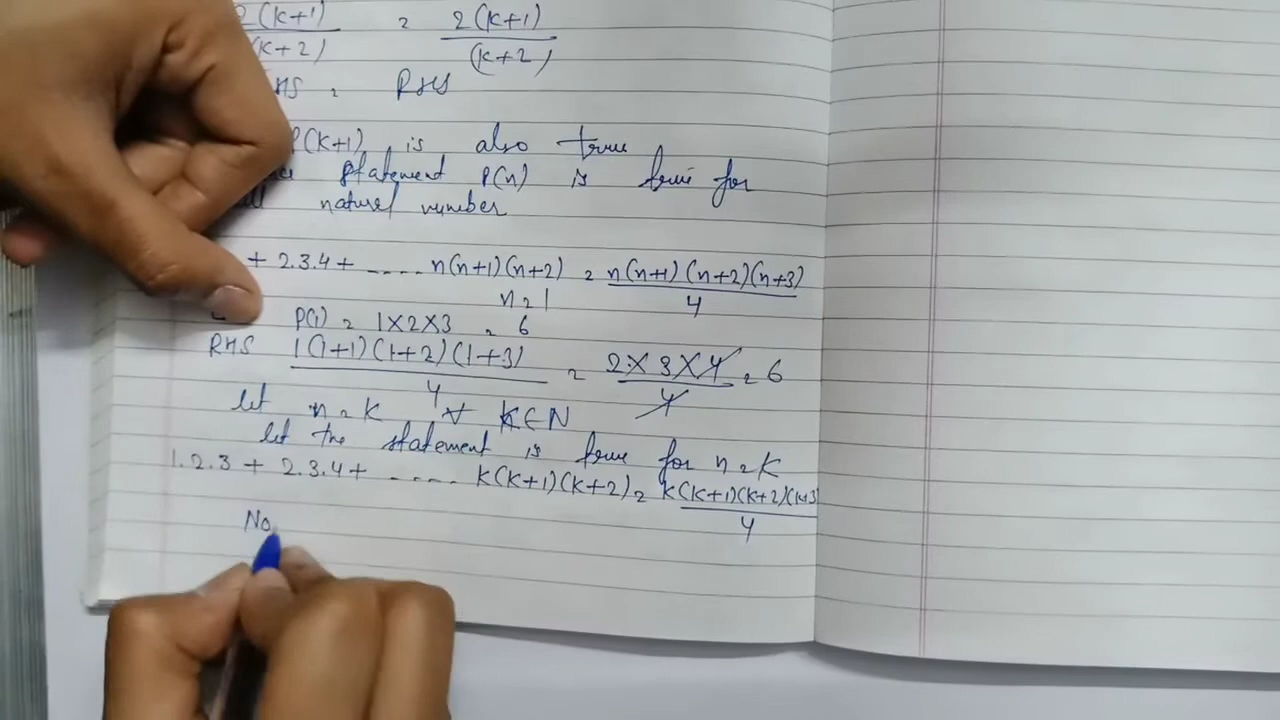 2(k+1) = 2(k+1)
(k+2) (k+2)
HS = RHS
P(k+1) is also true
statement P(n) is true for
natural number
+ 2.3.4 + ..... n(n+1)(n+2) = n(n+1)(n+2)(n+3)
n = 1 4
P(1) = 1×2×3 = 6
RHS 1(1+1)(1+2)(1+3) = 2×3×4 = 6
4 4
let n = k ∀ k∈N
let the statement is true for n = k
1.2.3 + 2.3.4 + ..... k(k+1)(k+2) = k(k+1)(k+2)(k+3)
4
No